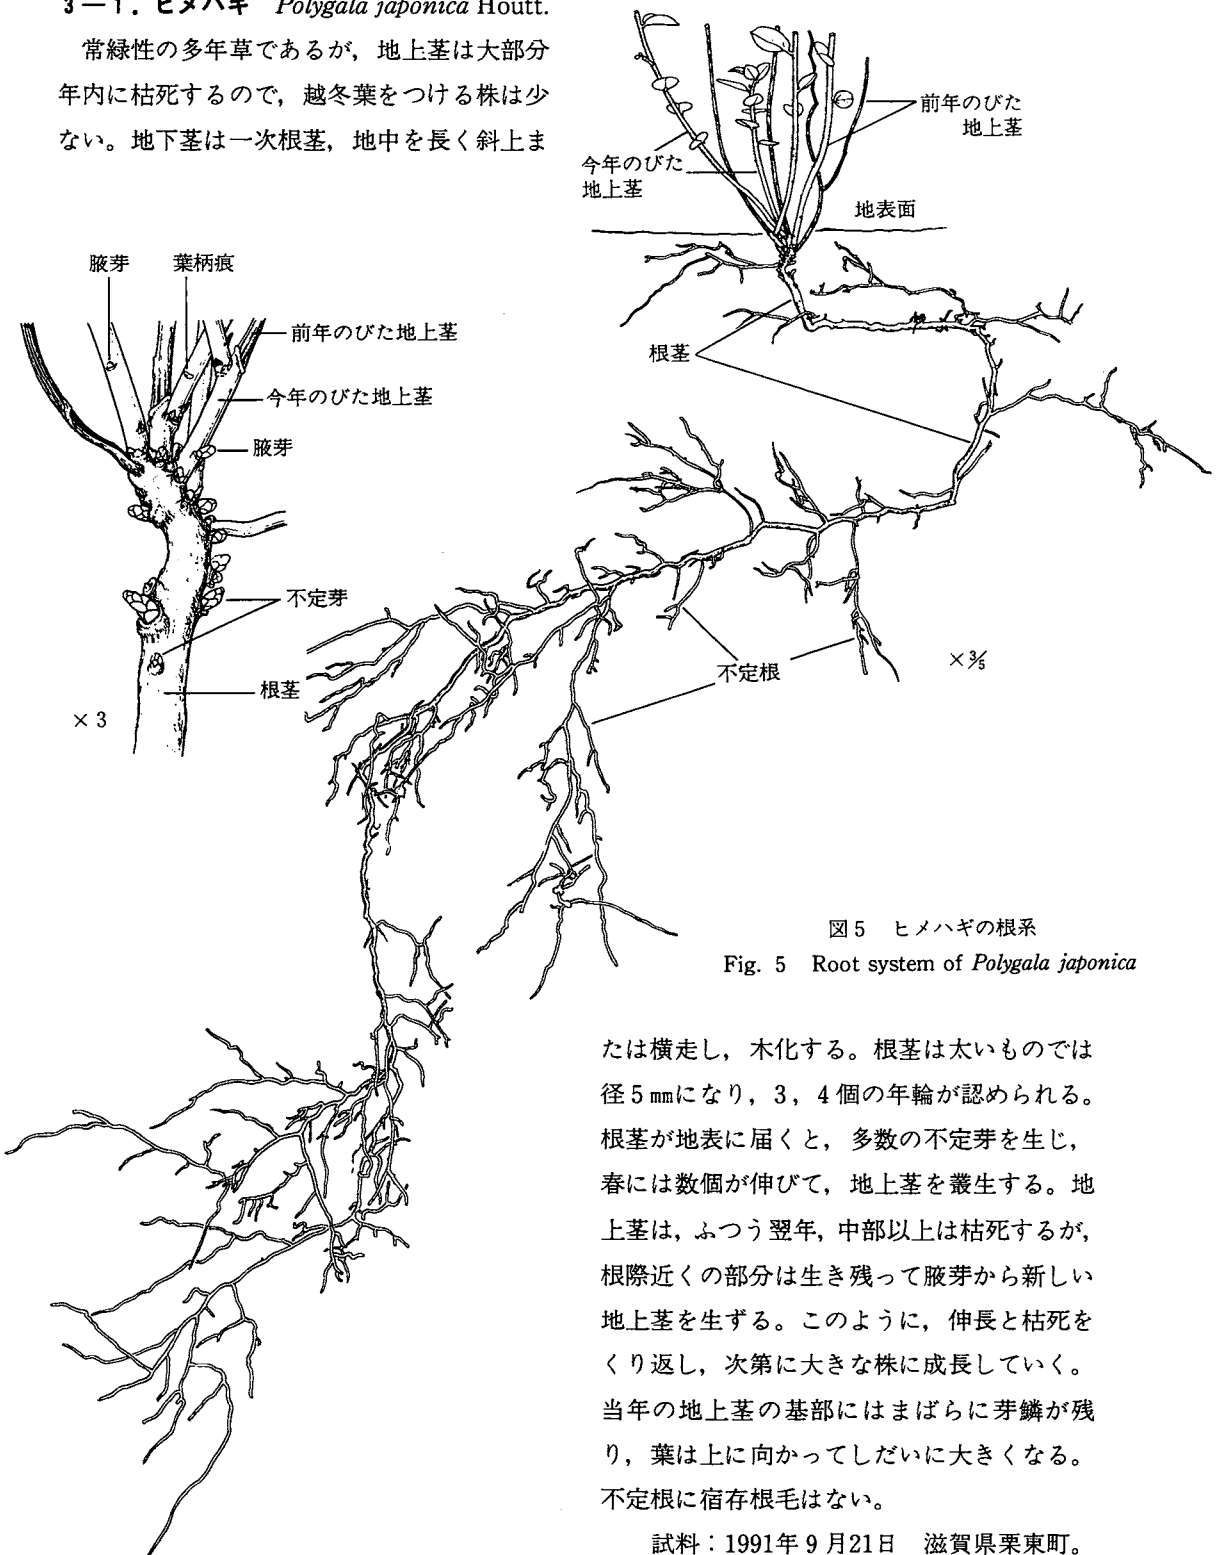 3－1．ヒメハギ　Polygala japonica Houtt.
常緑性の多年草であるが，地上茎は大部分
年内に枯死するので，越冬葉をつける株は少
ない。地下茎は一次根茎，地中を長く斜上ま
前年のびた
地上茎
今年のびた
地上茎
地表面
根茎
不定根
×3/5
腋芽
葉柄痕
前年のびた地上茎
今年のびた地上茎
腋芽
不定芽
根茎
×3
図5　ヒメハギの根系
Fig. 5 Root system of Polygala japonica
たは横走し，木化する。根茎は太いものでは
径5㎜になり，3，4個の年輪が認められる。
根茎が地表に届くと，多数の不定芽を生じ，
春には数個が伸びて，地上茎を叢生する。地
上茎は，ふつう翌年，中部以上は枯死するが，
根際近くの部分は生き残って腋芽から新しい
地上茎を生ずる。このように，伸長と枯死を
くり返し，次第に大きな株に成長していく。
当年の地上茎の基部にはまばらに芽鱗が残
り，葉は上に向かってしだいに大きくなる。
不定根に宿存根毛はない。
試料：1991年9月21日　滋賀県栗東町。